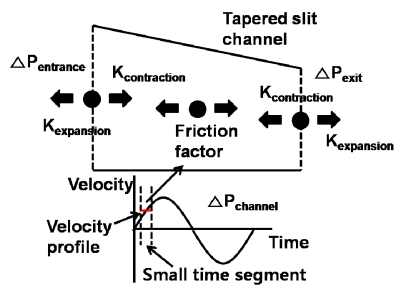 Tapered slit
channel
△Pentrance
Kcontraction
Kexpansion
Friction
factor
△Pexit
Kcontraction
Kexpansion
Velocity
△Pchannel
Velocity
profile
Time
Small time segment